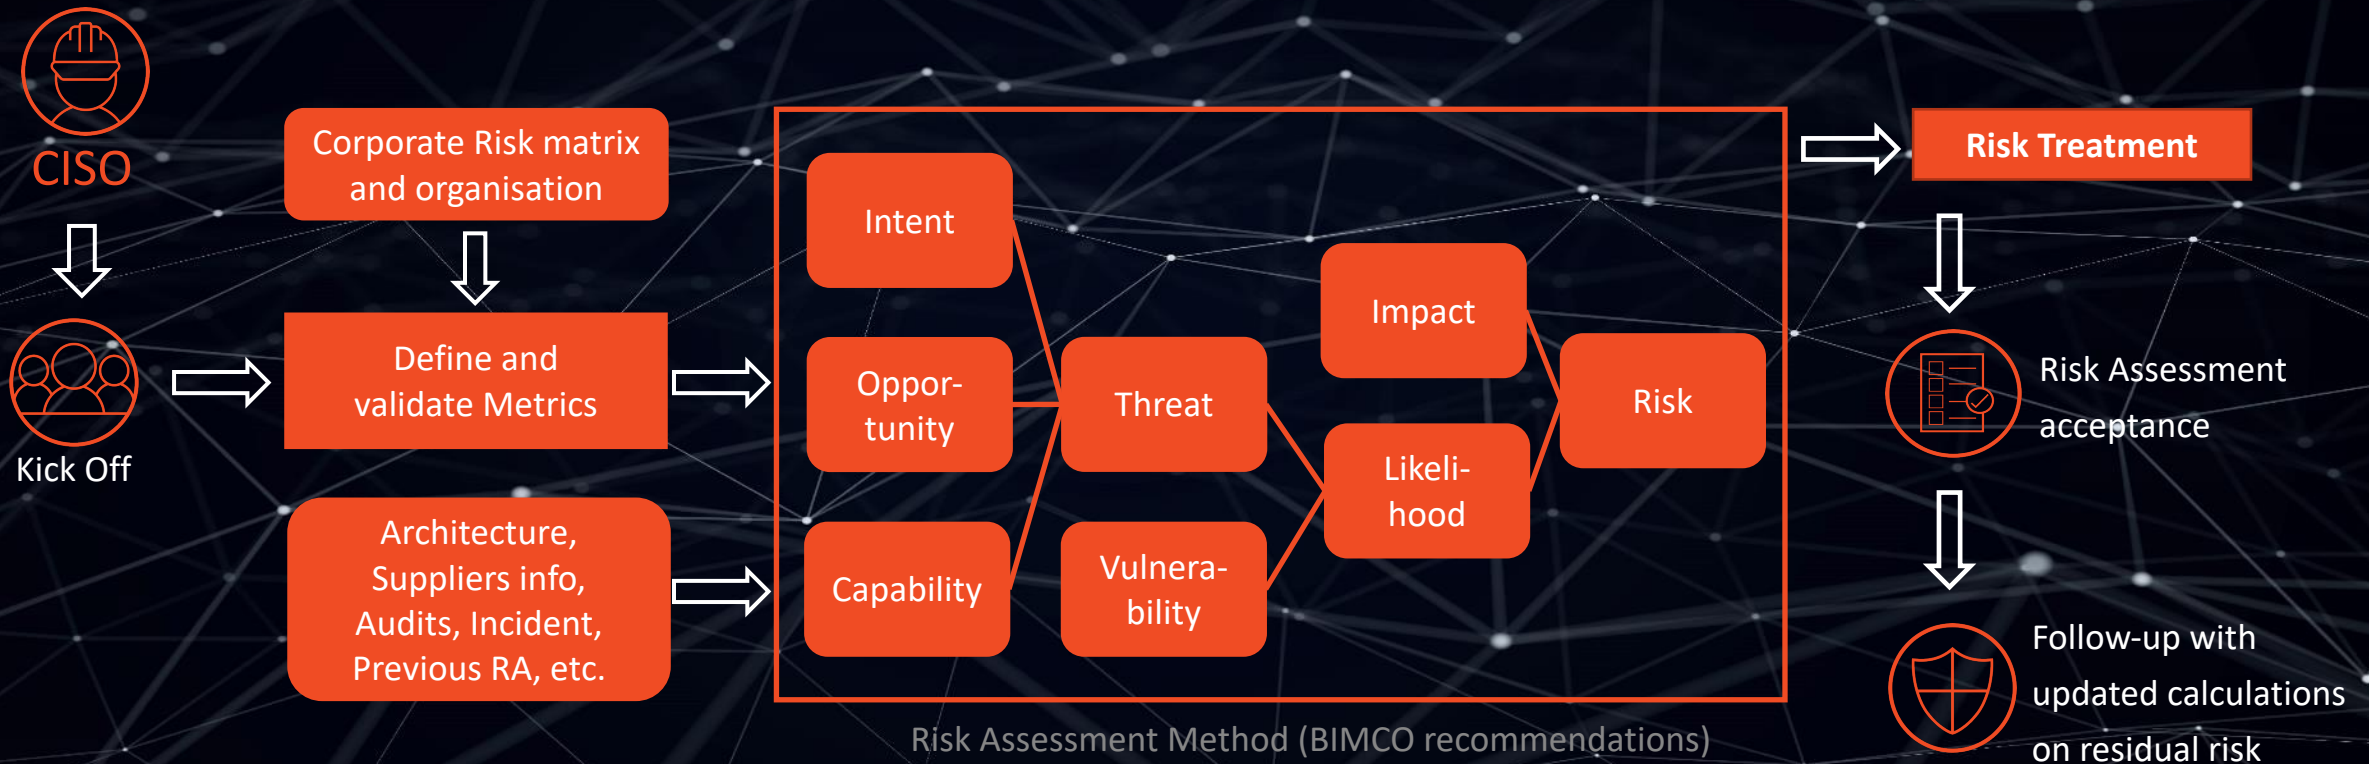 CISO
Kick Off
Corporate Risk matrix
and organisation
Define and
validate Metrics
Architecture,
Suppliers info,
Audits, Incident,
Previous RA, etc.
Intent
Oppor-
tunity
Capability
Threat
Vulnera-
bility
Impact
Likeli-
hood
Risk
Risk Assessment Method (BIMCO recommendations)
Risk Treatment
Risk Assessment
acceptance
Follow-up with
updated calculations
on residual risk